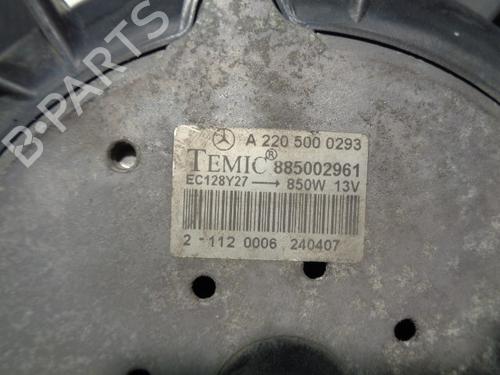 B-PARTS
A 220 500 0293
TEMIC® 885002961
EC128Y27 → 850W 13V
2 -112 0006 240407